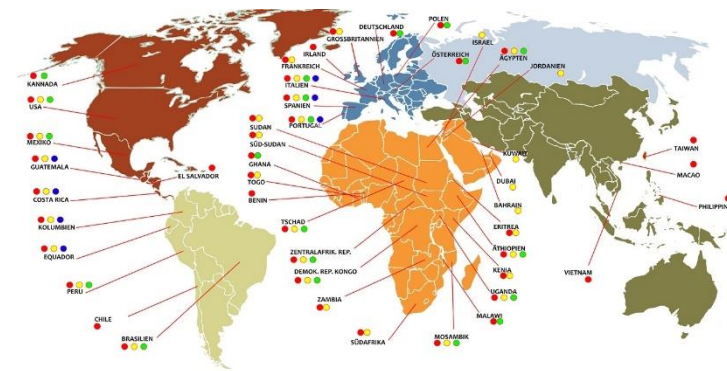 POLEN
DEUTSCHLAND
GROSSBRITANNIEN
ISRAEL
IRLAND
ÖSTERREICH
ÄGYPTEN
FRANKREICH
JORDANIEN
KANNADA
ITALIEN
USA
SPANIEN
MEXIKO
PORTUGAL
SUDAN
SÜD-SUDAN
TAIWAN
GUATEMALA
KUWAIT
GHANA
EL SALVADOR
MACAO
TOGO
DUBAI
COSTA RICA
BENIN
PHILIPPIN
BAHRAIN
KOLUMBIEN
TSCHAD
ERITREA
EQUADOR
ÄTHIOPIEN
ZENTRALAFRIK. REP.
KENIA
DEMOK. REP. KONGO
VIETNAM
PERU
UGANDA
ZAMBIA
MALAWI
CHILE
MOSAMBIK
BRASILIEN
SÜDAFRIKA